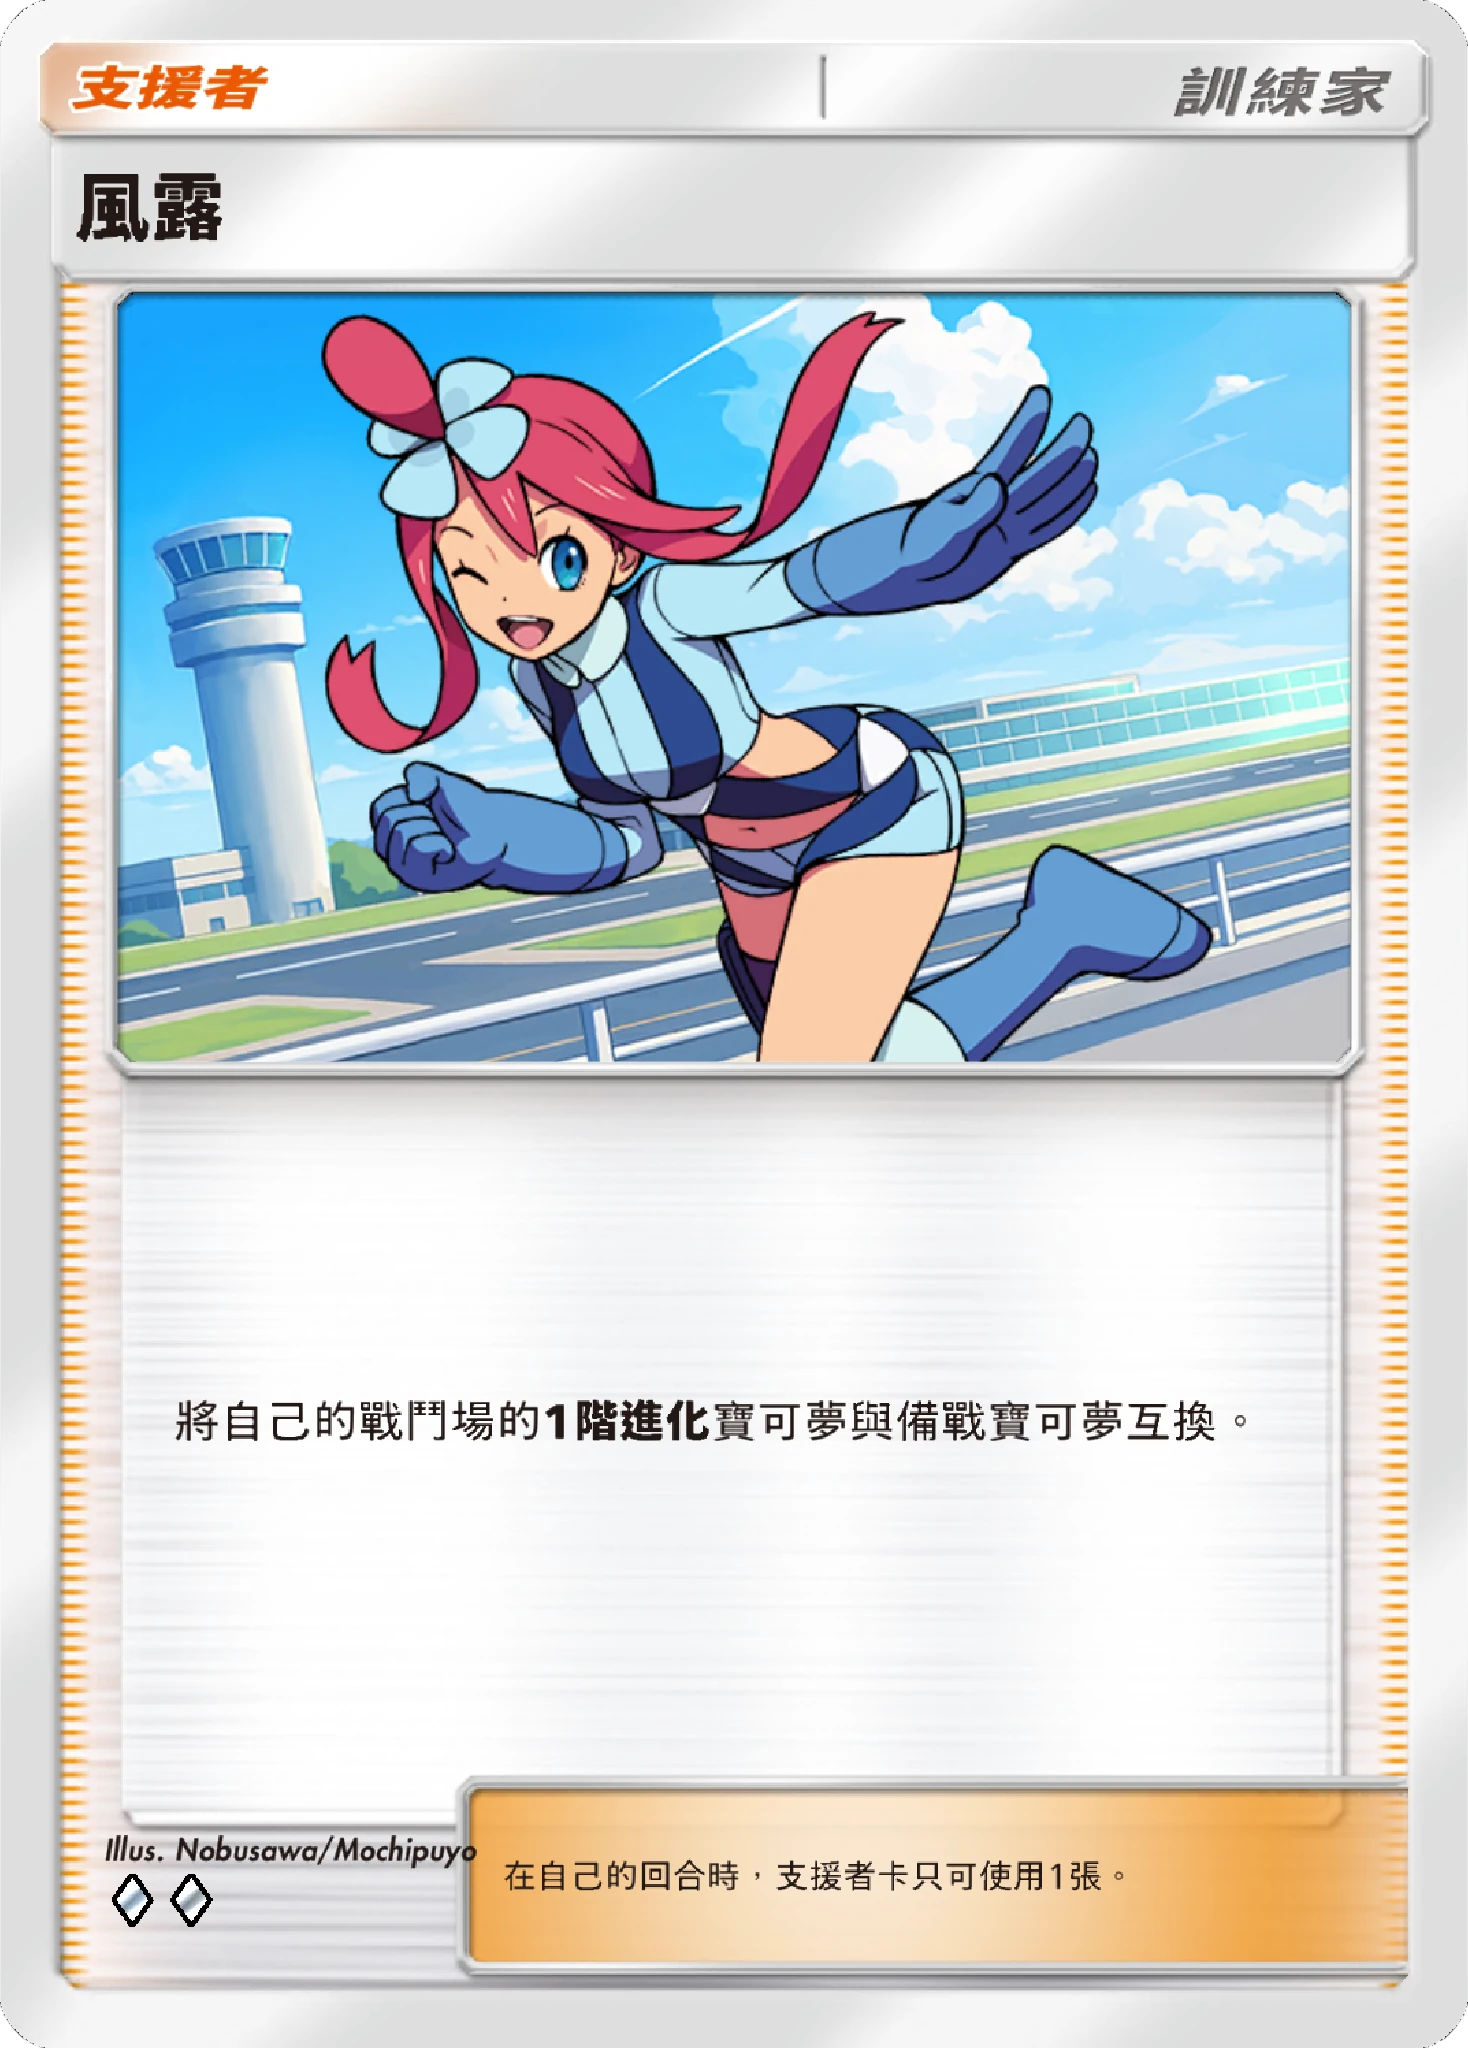 支援者
訓練家
風露
將自己的戰鬥場的1階進化寶可夢與備戰寶可夢互換。
Illus. Nobusawa/Mochipuyo
在自己的回合時，支援者卡只可使用1張。